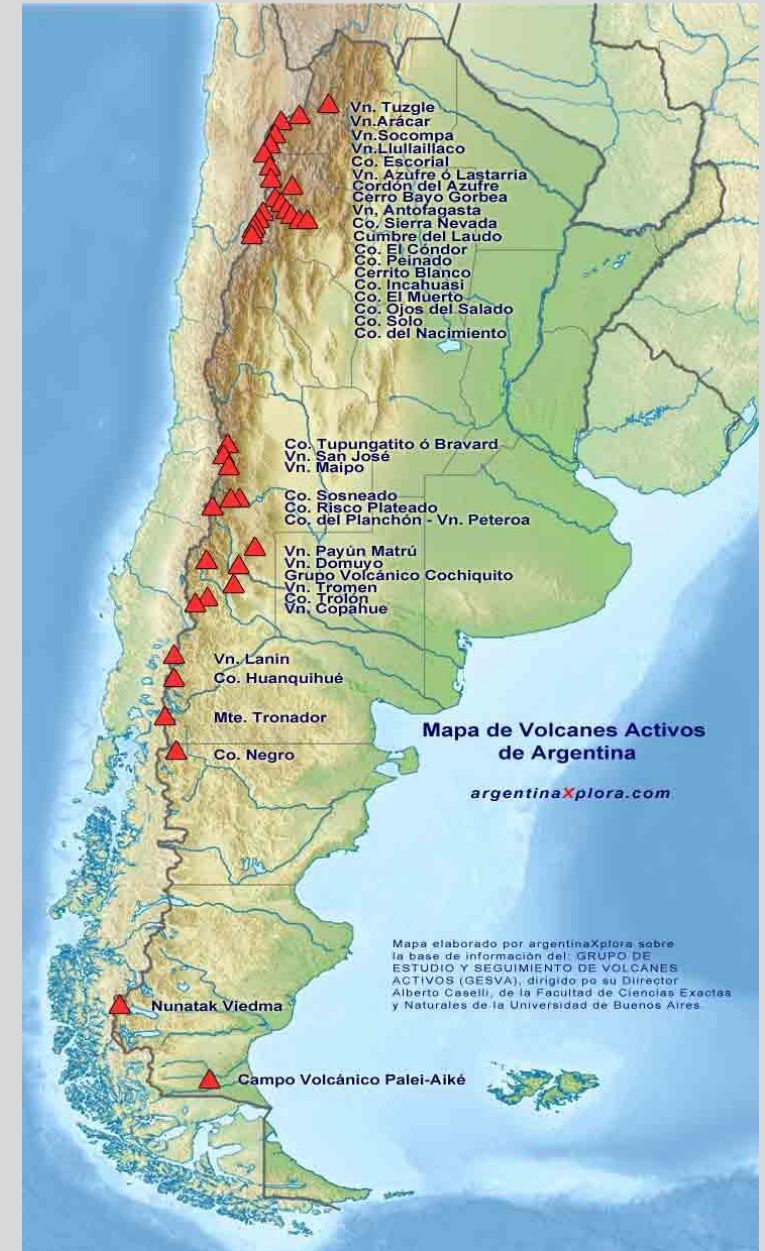 Vn. Tuzgle
Vn.Arácar
Vn.Socompa
Vn.Llullaillaco
Co. Escorial
Vn. Azufre ó Lastarria
Cordón del Azufre
Cerro Bayo Gorbea
Vn, Antofagasta
Co. Sierra Nevada
Cumbre del Laudo
Co. El Cóndor
Co. Peinado
Cerrito Blanco
Co. Incahuasi
Co. El Muerto
Co. Ojos del Salado
Co. Solo
Co. del Nacimiento
Co. Tupungatito ó Bravard
Vn. San José
Vn. Maipo
Co. Sosneado
Co. Risco Plateado
Co. del Planchón - Vn. Peteroa
Vn. Payún Matrú
Vn. Domuyo
Grupo Volcánico Cochiquito
Vn. Tromen
Co. Trolón
Vn. Copahue
Vn. Lanin
Co. Huanquihué
Mte. Tronador
Co. Negro
Mapa de Volcanes Activos
de Argentina
argentinaXplora.com
Mapa elaborado por argentinaXplora sobre
la base de información del: GRUPO DE
ESTUDIO Y SEGUIMIENTO DE VOLCANES
ACTIVOS (GESVA), dirigido po su Diirector
Alberto Caselli, de la Facultad de Ciencias Exactas
y Naturales de la Universidad de Buenos Aires
Nunatak Viedma
Campo Volcánico Palei-Aiké